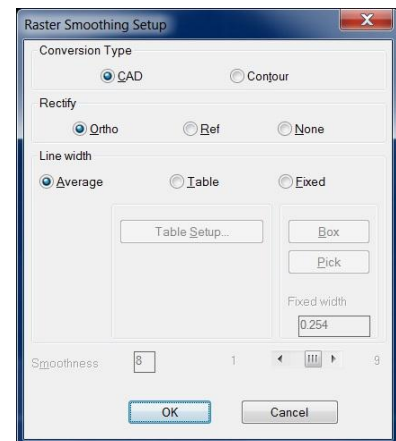 Raster Smoothing Setup
Conversion Type
CAD Contour
Rectify
Ortho Ref None
Line width
Average Table Fixed
Table Setup... Box
Pick
Fixed width
0.254
Smoothness 8 1 9
OK Cancel